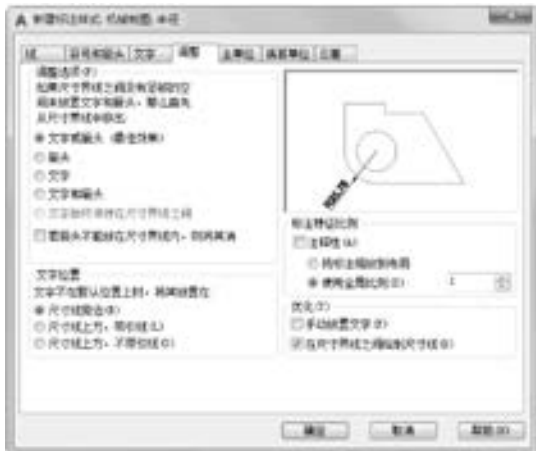 新建标注样式: 机械制图: 半径
线 符号和箭头 文字 调整 主单位 换算单位 公差
调整选项(F)
如果尺寸界线之间没有足够的空
间来放置文字和箭头，那么首先
从尺寸界线中移出:
文字或箭头 (最佳效果)
箭头
文字
文字和箭头
文字始终保持在尺寸界线之间
若箭头不能放在尺寸界线内，则将其消
文字位置
文字不在默认位置上时，将其放置在
尺寸线旁边(B)
尺寸线上方，带引线(L)
尺寸线上方，不带引线(O)
标注特征比例
注释性(A)
将标注缩放到布局
使用全局比例(S): 1
优化(T)
手动放置文字(P)
在尺寸界线之间绘制尺寸线(D)
确定 取消 帮助(H)